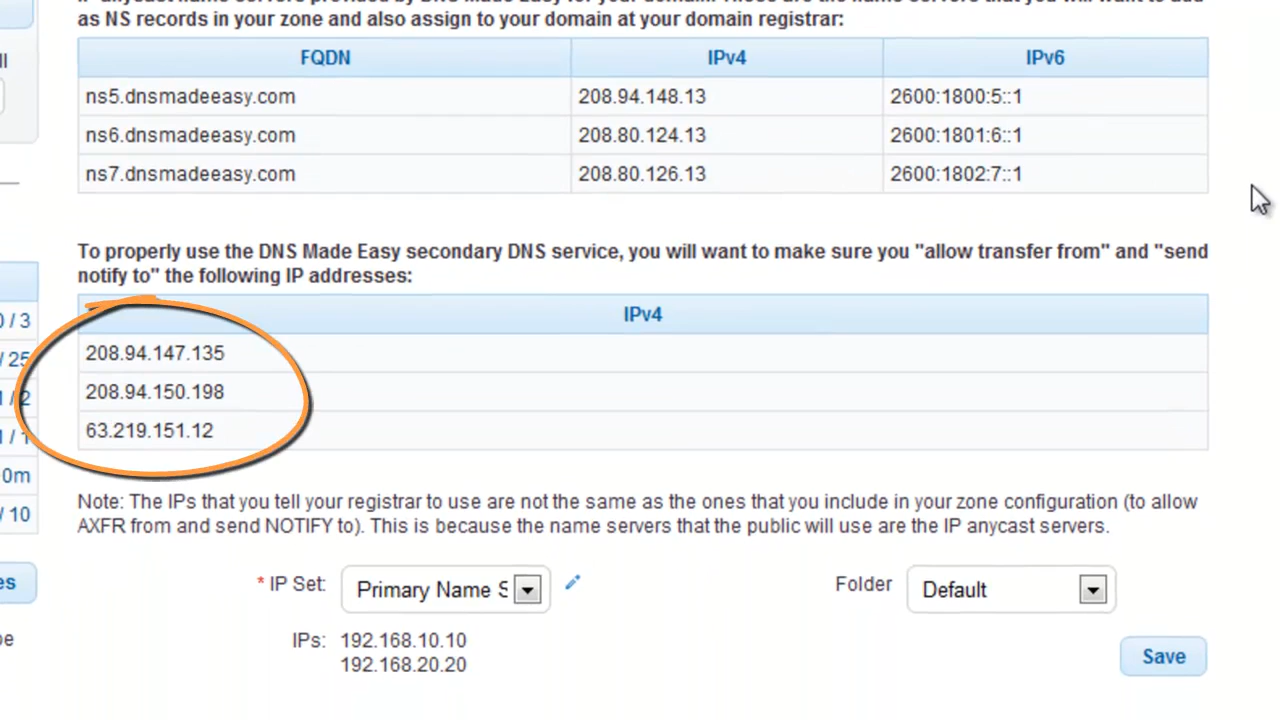 as NS records in your zone and also assign to your domain at your domain registrar:
FQDN IPv4 IPv6
ns5.dnsmadeeasy.com 208.94.148.13 2600:1800:5::1
ns6.dnsmadeeasy.com 208.80.124.13 2600:1801:6::1
ns7.dnsmadeeasy.com 208.80.126.13 2600:1802:7::1
To properly use the DNS Made Easy secondary DNS service, you will want to make sure you "allow transfer from" and "send
notify to" the following IP addresses:
IPv4
208.94.147.135
208.94.150.198
63.219.151.12
/ 3
/ 25
/ 2
0m
/ 10
Note: The IPs that you tell your registrar to use are not the same as the ones that you include in your zone configuration (to allow
AXFR from and send NOTIFY to). This is because the name servers that the public will use are the IP anycast servers.
* IP Set: Primary Name S Folder Default
IPs: 192.168.10.10
192.168.20.20
Save